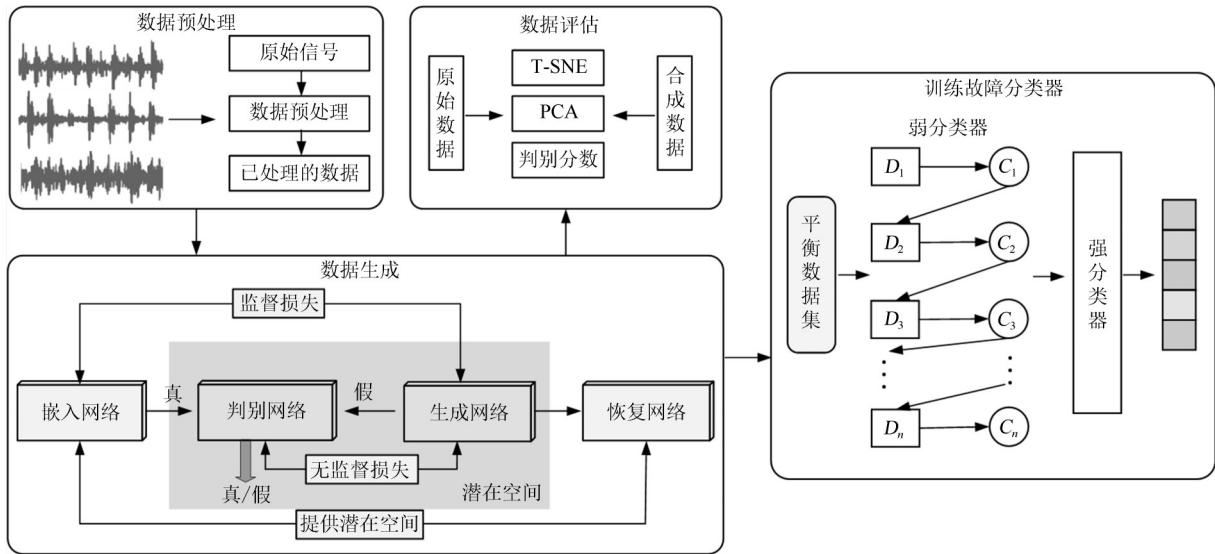 数据预处理
原始信号
数据预处理
已处理的数据
数据评估
原始数据
T-SNE
PCA
判别分数
合成数据
数据生成
监督损失
嵌入网络
真
判别网络
假
生成网络
恢复网络
无监督损失
真/假
潜在空间
提供潜在空间
训练故障分类器
弱分类器
平衡数据集
D₁
C₁
D₂
C₂
D₃
C₃
Dₙ
Cₙ
强分类器